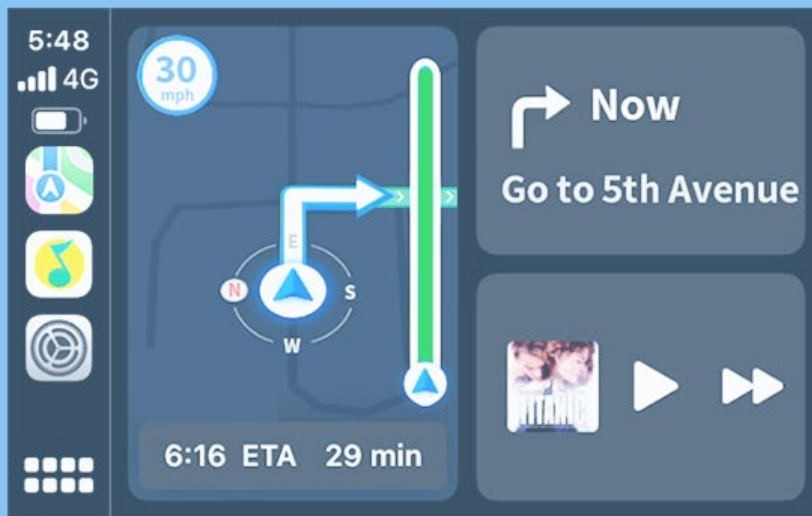 5:48
4G
30
mph
E
N
S
W
6:16 ETA 29 min
Now
Go to 5th Avenue
TITANIC